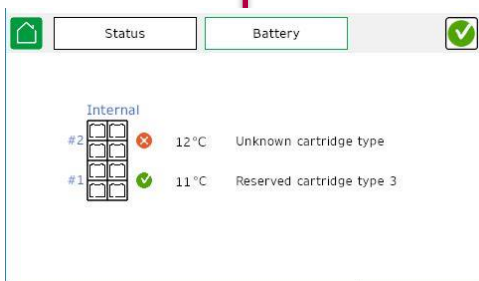 Status Battery
Internal
#2 12°C Unknown cartridge type
#1 11°C Reserved cartridge type 3